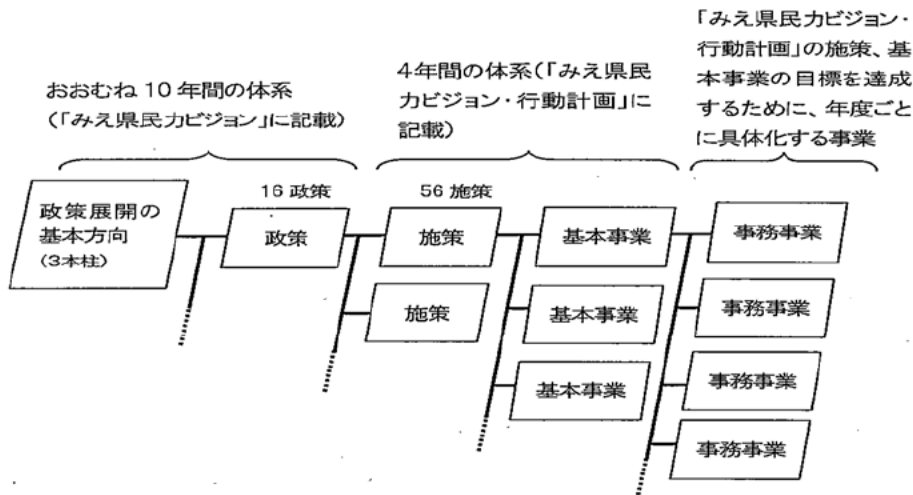 おおむね 10 年間の体系
(「みえ県民力ビジョン」に記載)
4年間の体系(「みえ県民
力ビジョン・行動計画」に
記載)
「みえ県民力ビジョン・
行動計画」の施策、基
本事業の目標を達成
するために、年度ごと
に具体化する事業
16 政策
56 施策
政策展開の
基本方向
(3本柱)
政策
施策
基本事業
事務事業
施策
基本事業
事務事業
基本事業
事務事業
事務事業